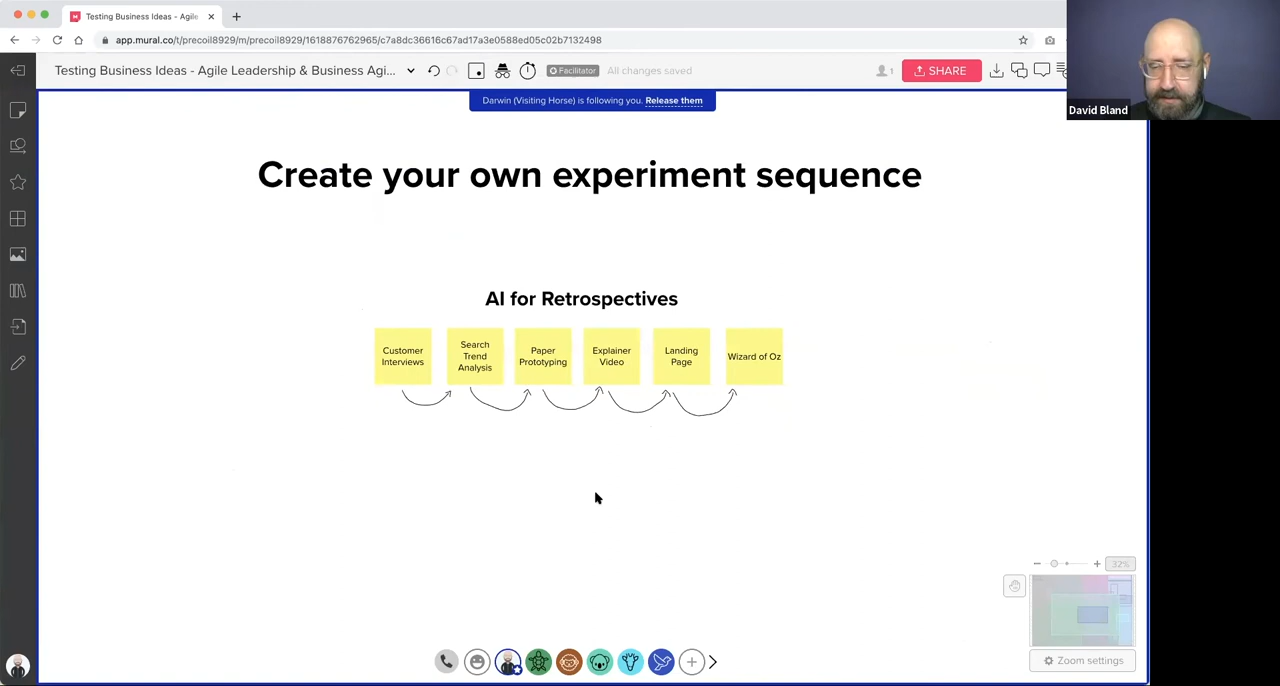 Testing Business Ideas - Agile
app.mural.co/t/precoil8929/m/precoil8929/1618876762965/c7a8dc36616c67ad17a3e0588ed05c02b7132498
Testing Business Ideas - Agile Leadership & Business Agi...
Facilitator
All changes saved
1
SHARE
David Bland
Darwin (Visiting Horse) is following you. Release them
Create your own experiment sequence
AI for Retrospectives
Customer
Interviews
Search
Trend
Analysis
Paper
Prototyping
Explainer
Video
Landing
Page
Wizard of Oz
32%
Zoom settings